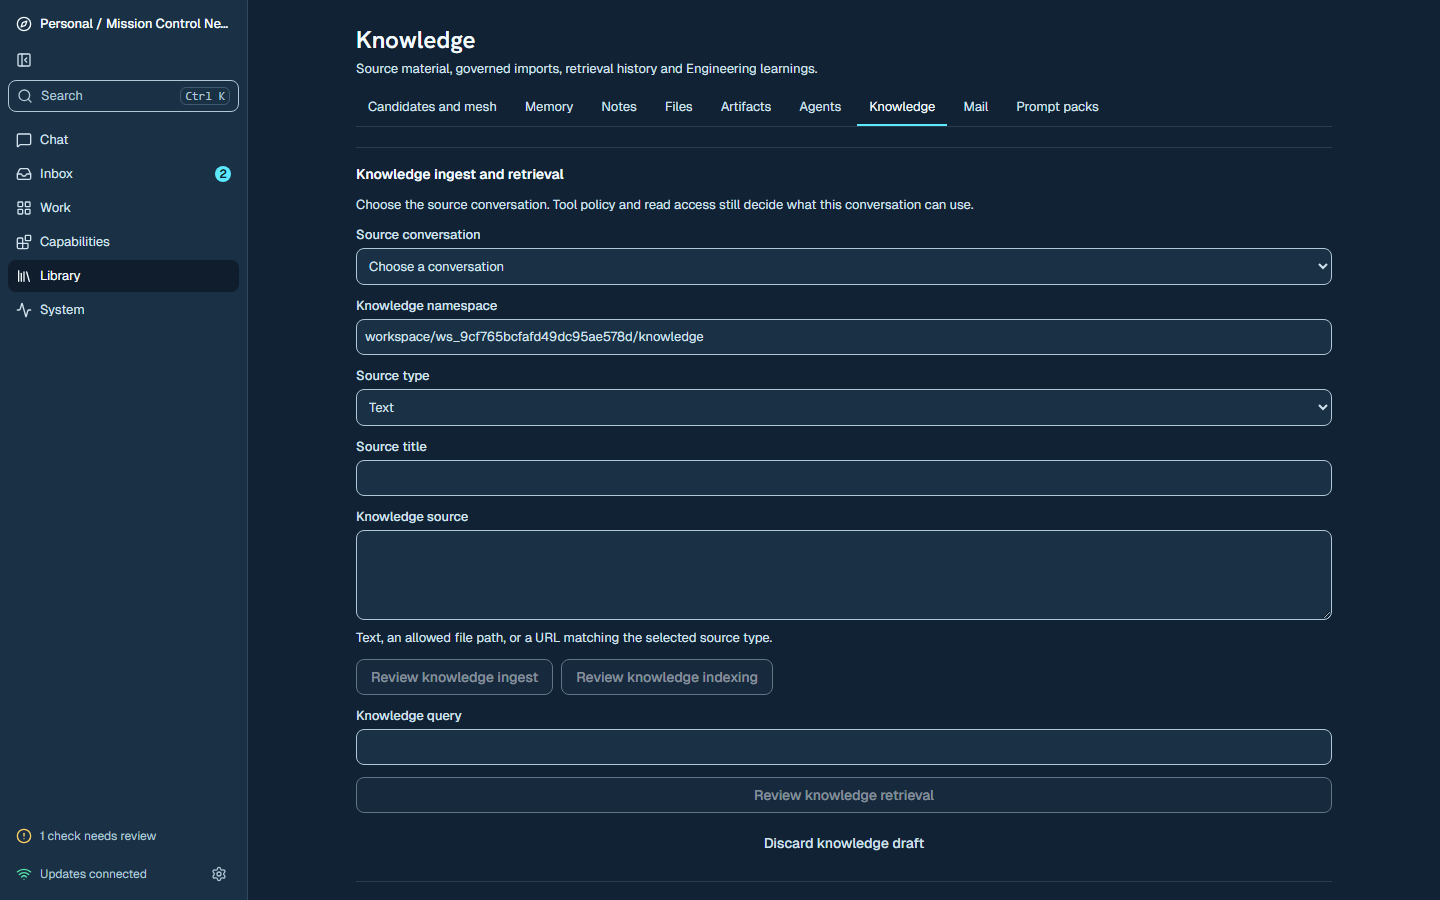 Personal / Mission Control Ne...
Search
Ctrl K
Chat
Inbox
2
Work
Capabilities
Library
System
1 check needs review
Updates connected
Knowledge
Source material, governed imports, retrieval history and Engineering learnings.
Candidates and mesh
Memory
Notes
Files
Artifacts
Agents
Knowledge
Mail
Prompt packs
Knowledge ingest and retrieval
Choose the source conversation. Tool policy and read access still decide what this conversation can use.
Source conversation
Choose a conversation
Knowledge namespace
workspace/ws_9cf765bcfafd49dc95ae578d/knowledge
Source type
Text
Source title
Knowledge source
Text, an allowed file path, or a URL matching the selected source type.
Review knowledge ingest
Review knowledge indexing
Knowledge query
Review knowledge retrieval
Discard knowledge draft